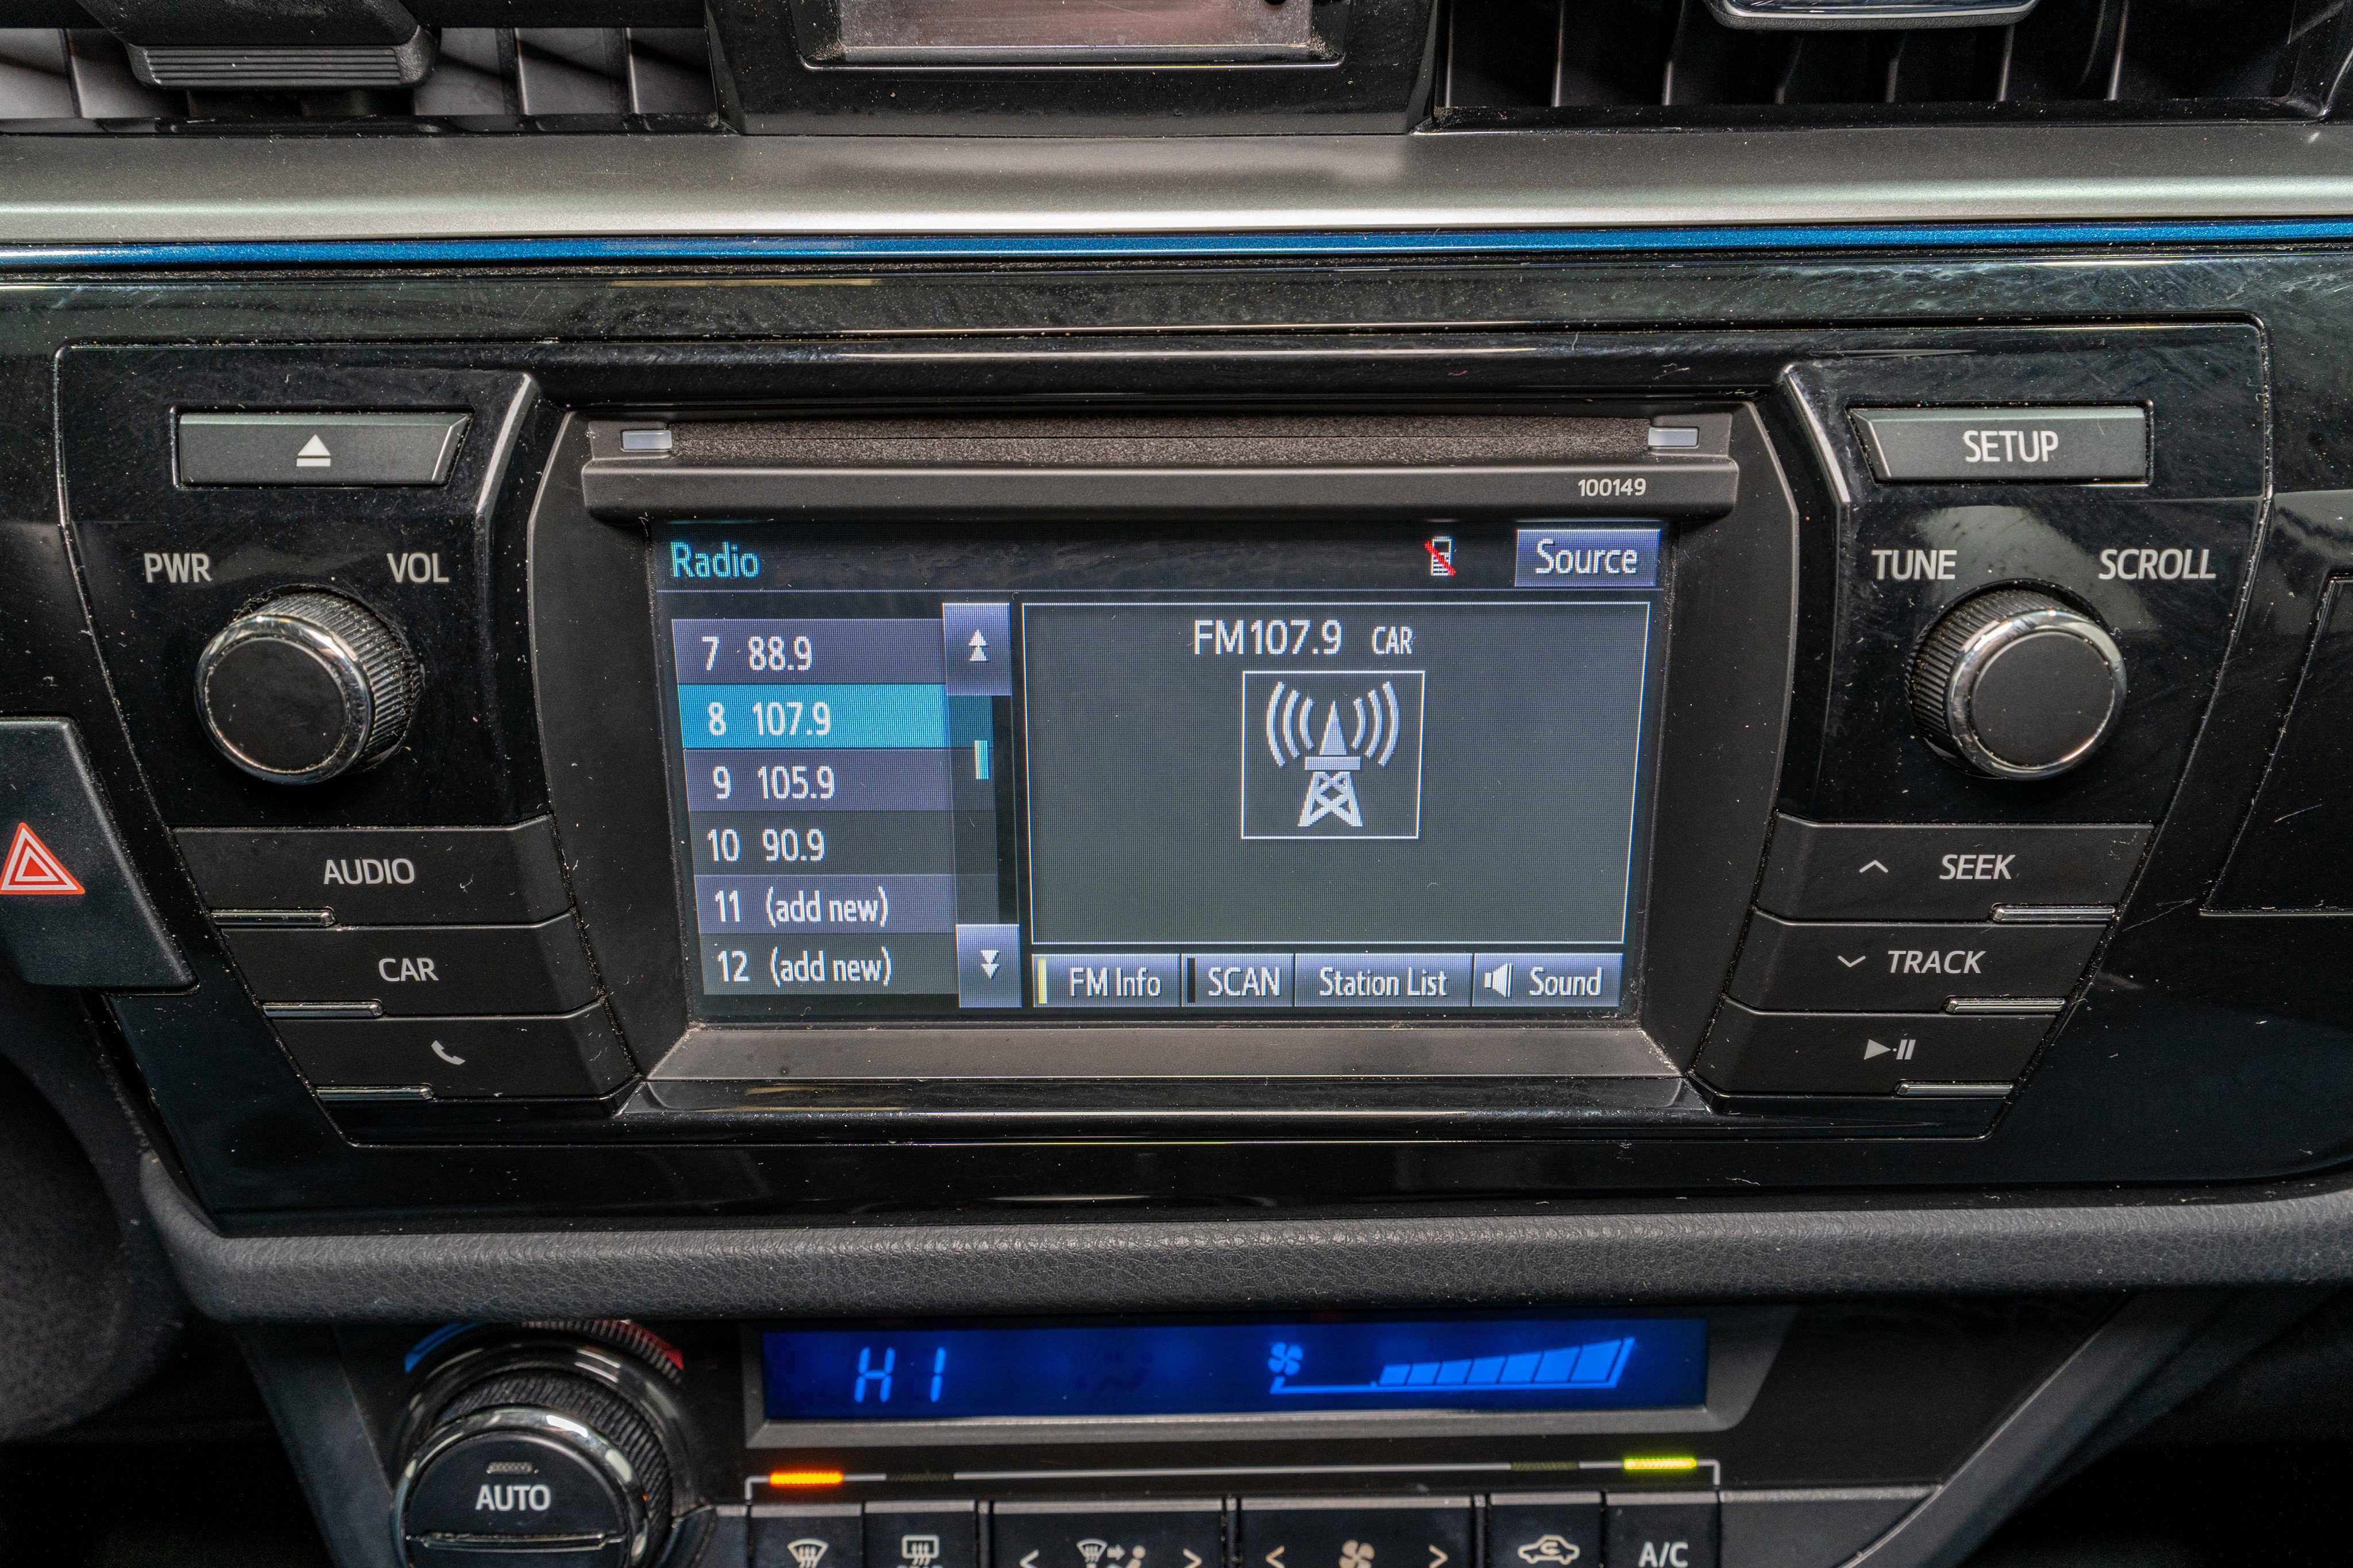 SETUP
100149
PWR VOL
TUNE SCROLL
Radio
Source
7 88.9
8 107.9
9 105.9
10 90.9
11 (add new)
12 (add new)
FM107.9 CAR
FM Info SCAN Station List Sound
AUDIO
CAR
SEEK
TRACK
HI
AUTO
A/C